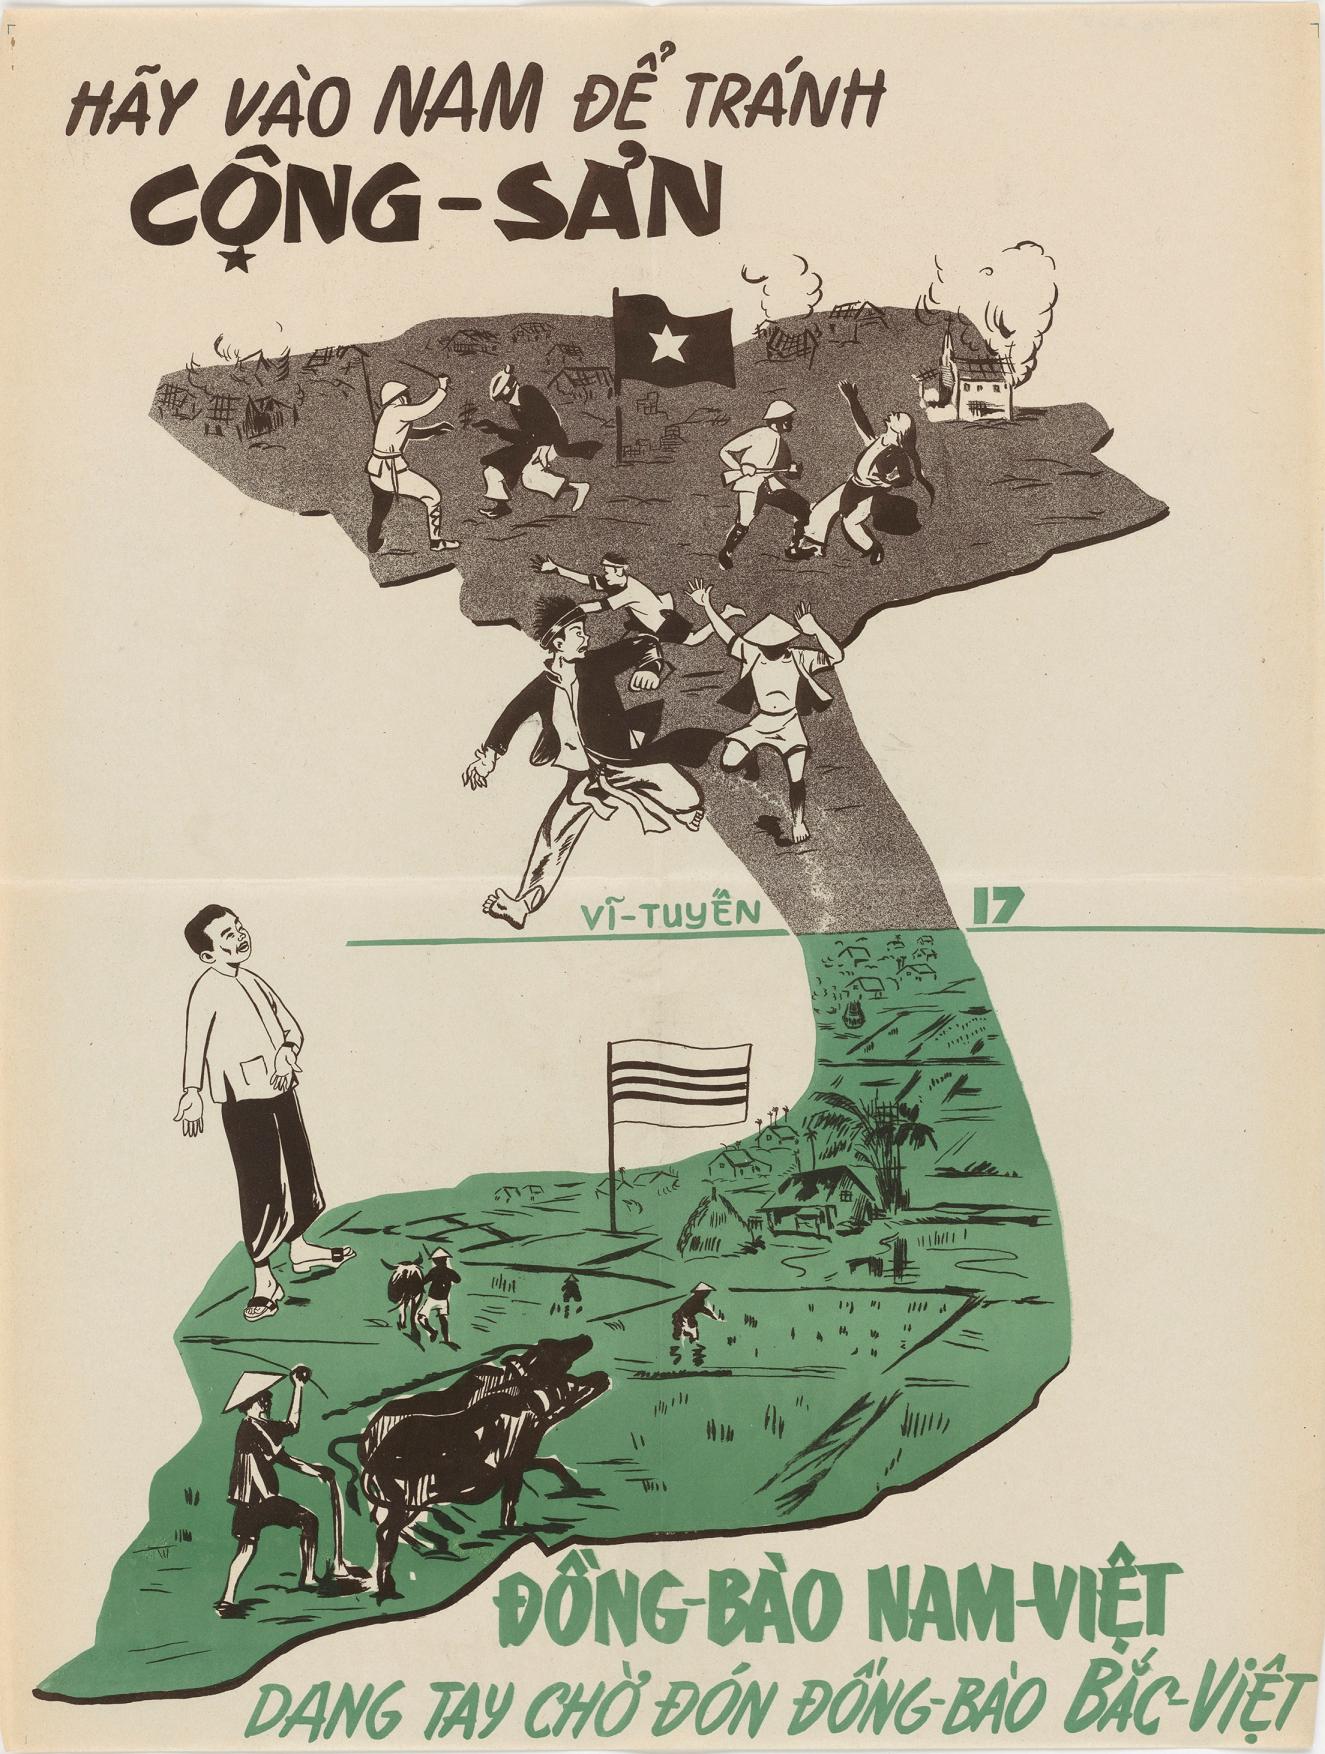 HÃY VÀO NAM ĐỂ TRÁNH
CỘNG-SẢN
VĨ-TUYẾN 17
ĐỒNG-BÀO NAM-VIỆT
DANG TAY CHỜ ĐÓN ĐỒNG-BÀO BẮC-VIỆT